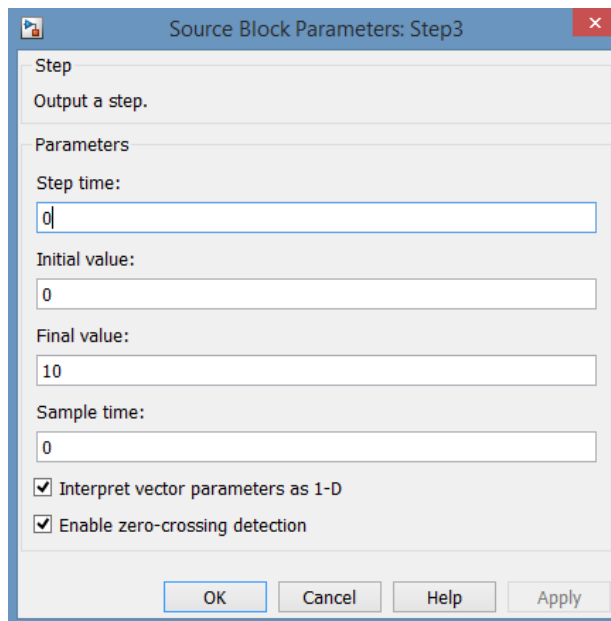 Source Block Parameters: Step3
Step
Output a step.
Parameters
Step time:
0
Initial value:
0
Final value:
10
Sample time:
0
Interpret vector parameters as 1-D
Enable zero-crossing detection
OK Cancel Help Apply